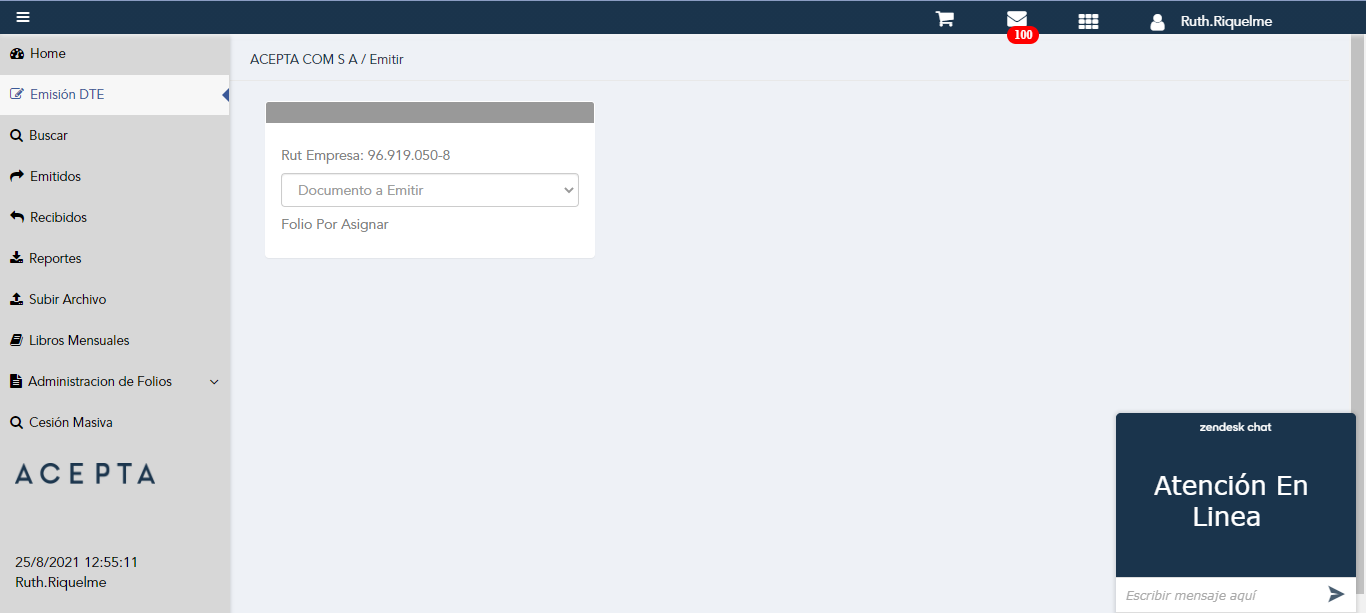 100
Ruth.Riquelme
Home
Emisión DTE
Buscar
Emitidos
Recibidos
Reportes
Subir Archivo
Libros Mensuales
Administracion de Folios
Cesión Masiva
ACEPTA
25/8/2021 12:55:11
Ruth.Riquelme
ACEPTA COM S A / Emitir
Rut Empresa: 96.919.050-8
Documento a Emitir
Folio Por Asignar
zendesk chat
Atención En
Linea
Escribir mensaje aquí